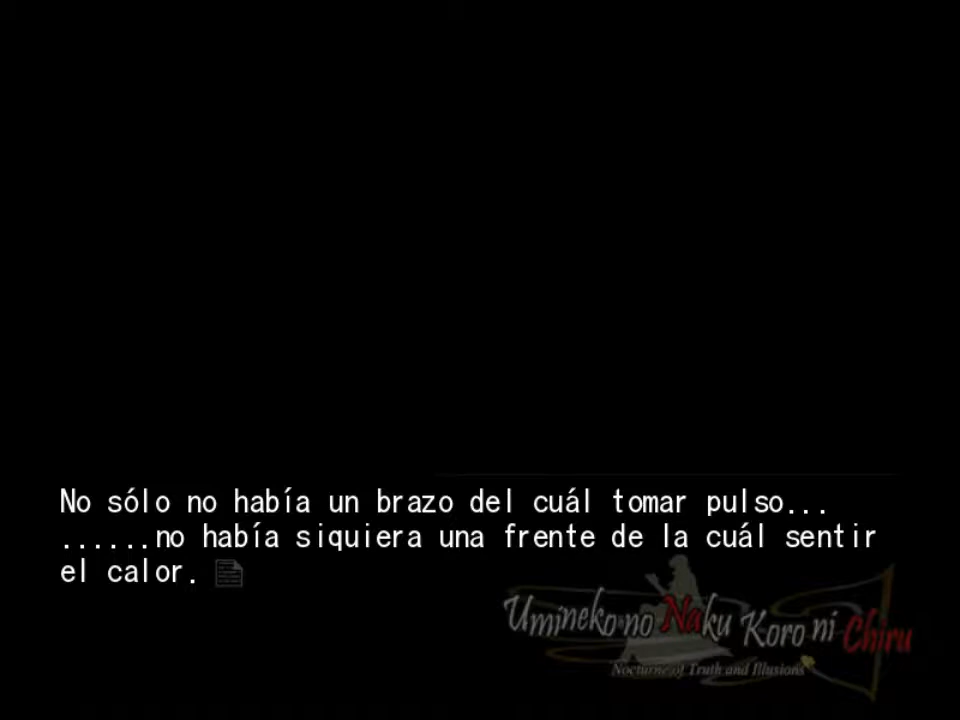 No sólo no había un brazo del cuál tomar pulso...
......no había siquiera una frente de la cuál sentir
el calor.
Umineko no Naku Koro ni Chiru
Nocturne of Truth and Illusions